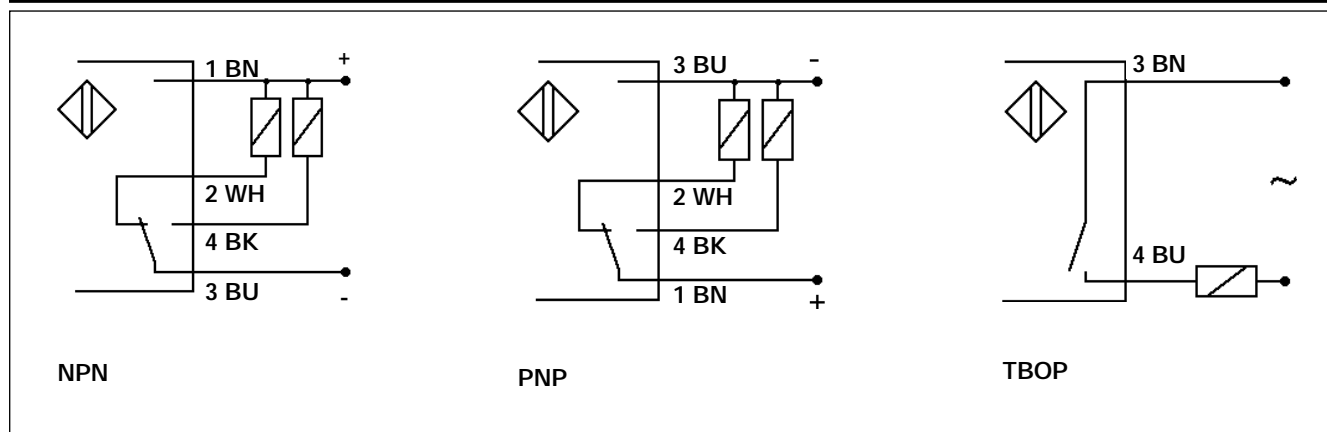 1 BN
+
2 WH
4 BK
3 BU
-
NPN
3 BU
-
2 WH
4 BK
1 BN
+
PNP
3 BN
~
4 BU
TBOP